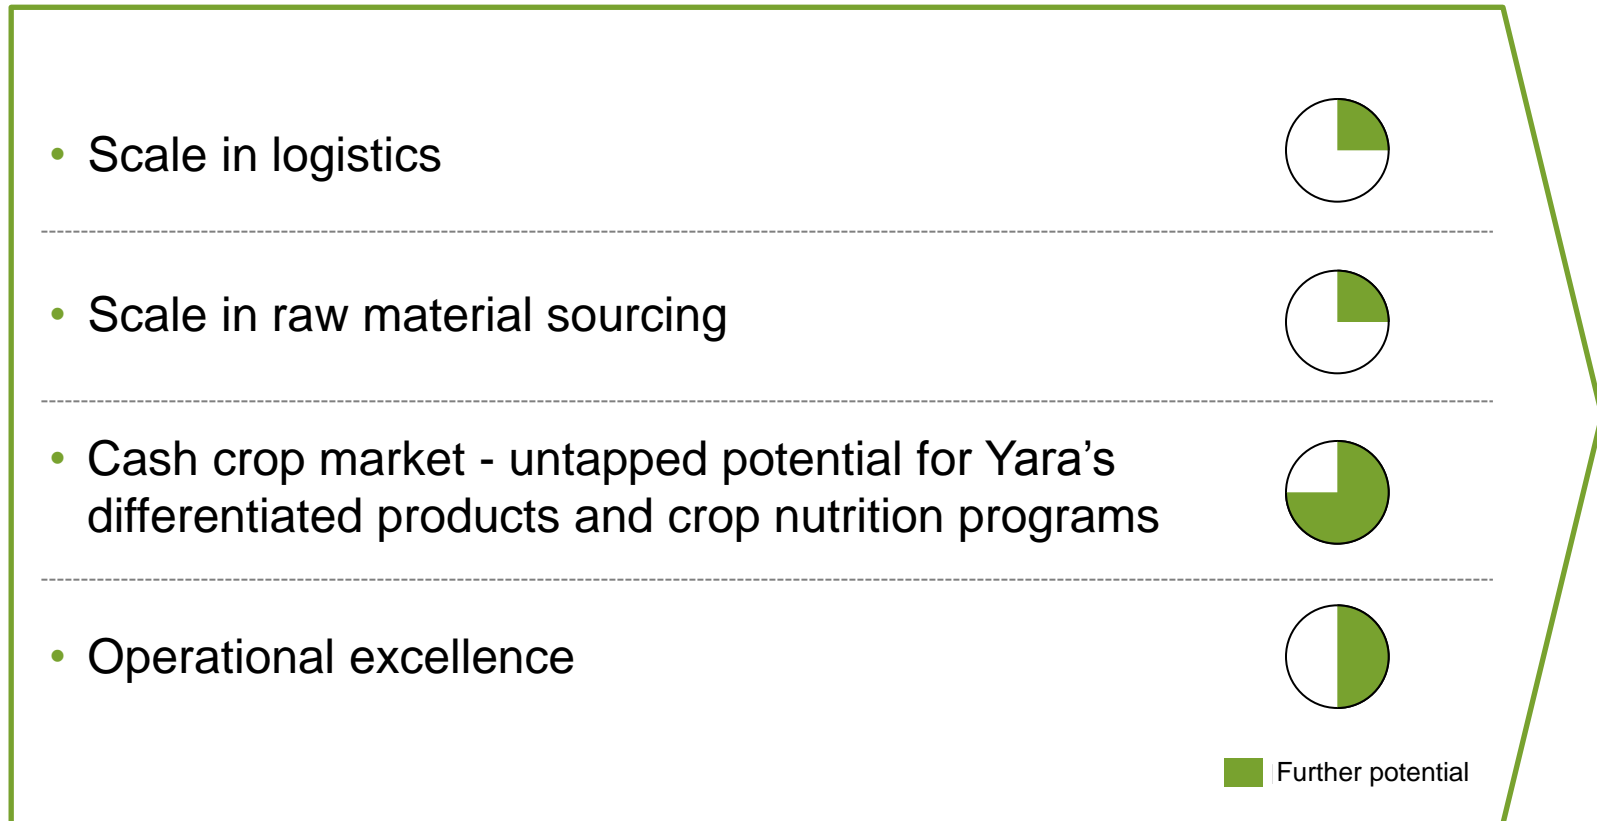 • Scale in logistics
• Scale in raw material sourcing
• Cash crop market - untapped potential for Yara’s
differentiated products and crop nutrition programs
• Operational excellence
Further potential